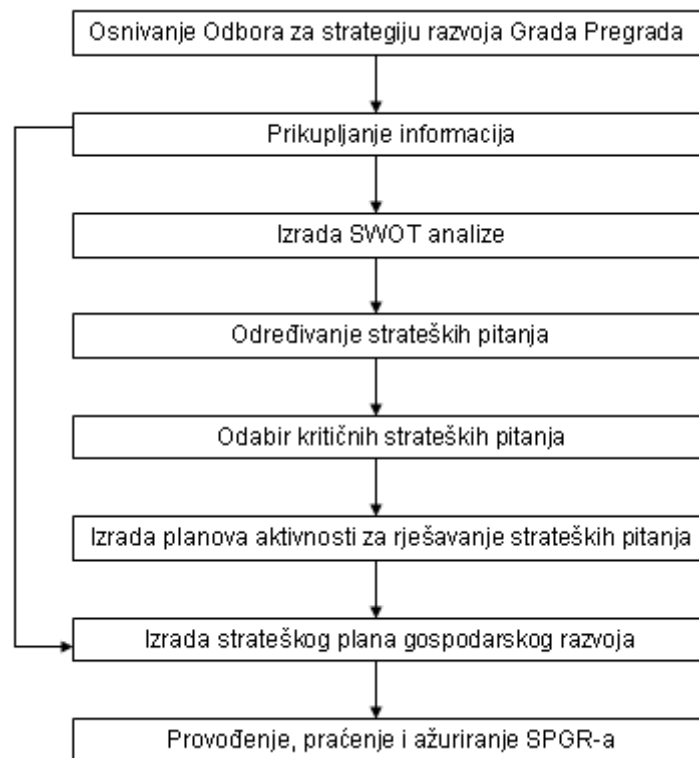 Osnivanje Odbora za strategiju razvoja Grada Pregrada
Prikupljanje informacija
Izrada SWOT analize
Određivanje strateških pitanja
Odabir kritičnih strateških pitanja
Izrada planova aktivnosti za rješavanje strateških pitanja
Izrada strateškog plana gospodarskog razvoja
Provođenje, praćenje i ažuriranje SPGR-a